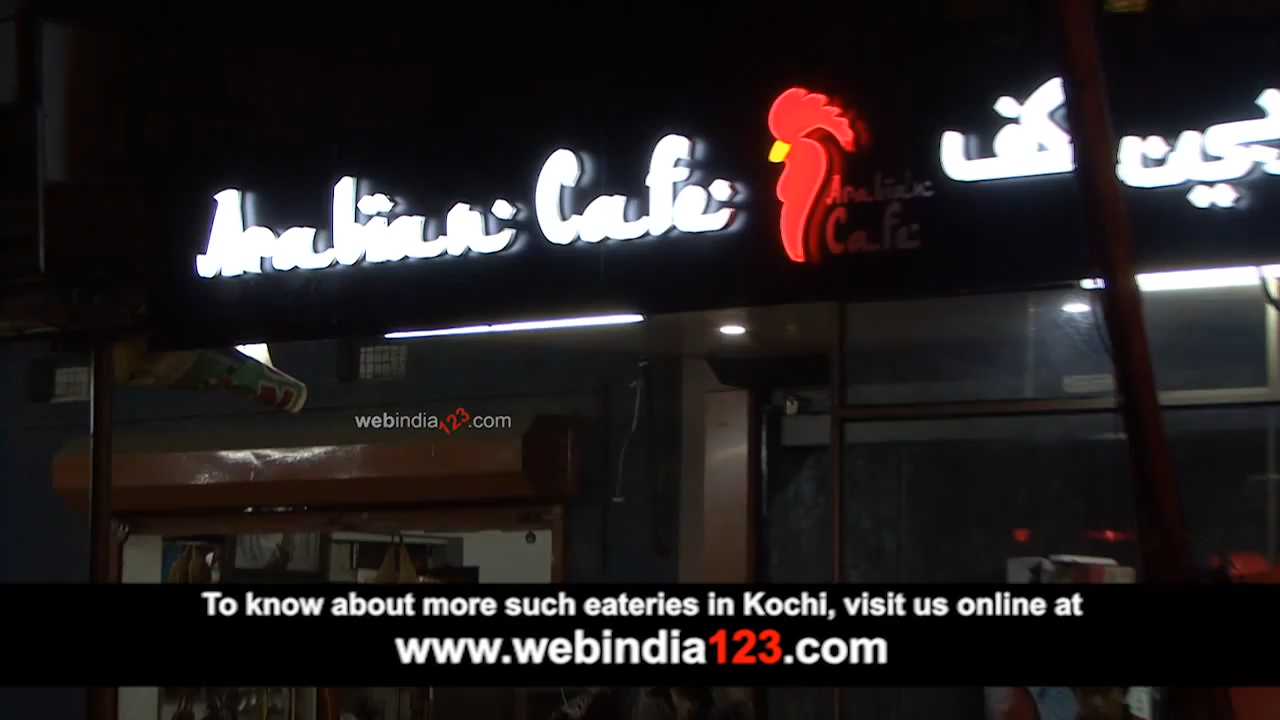 Arabian Cafe
Arabian
Cafe
webindia123.com
To know about more such eateries in Kochi, visit us online at
www.webindia123.com